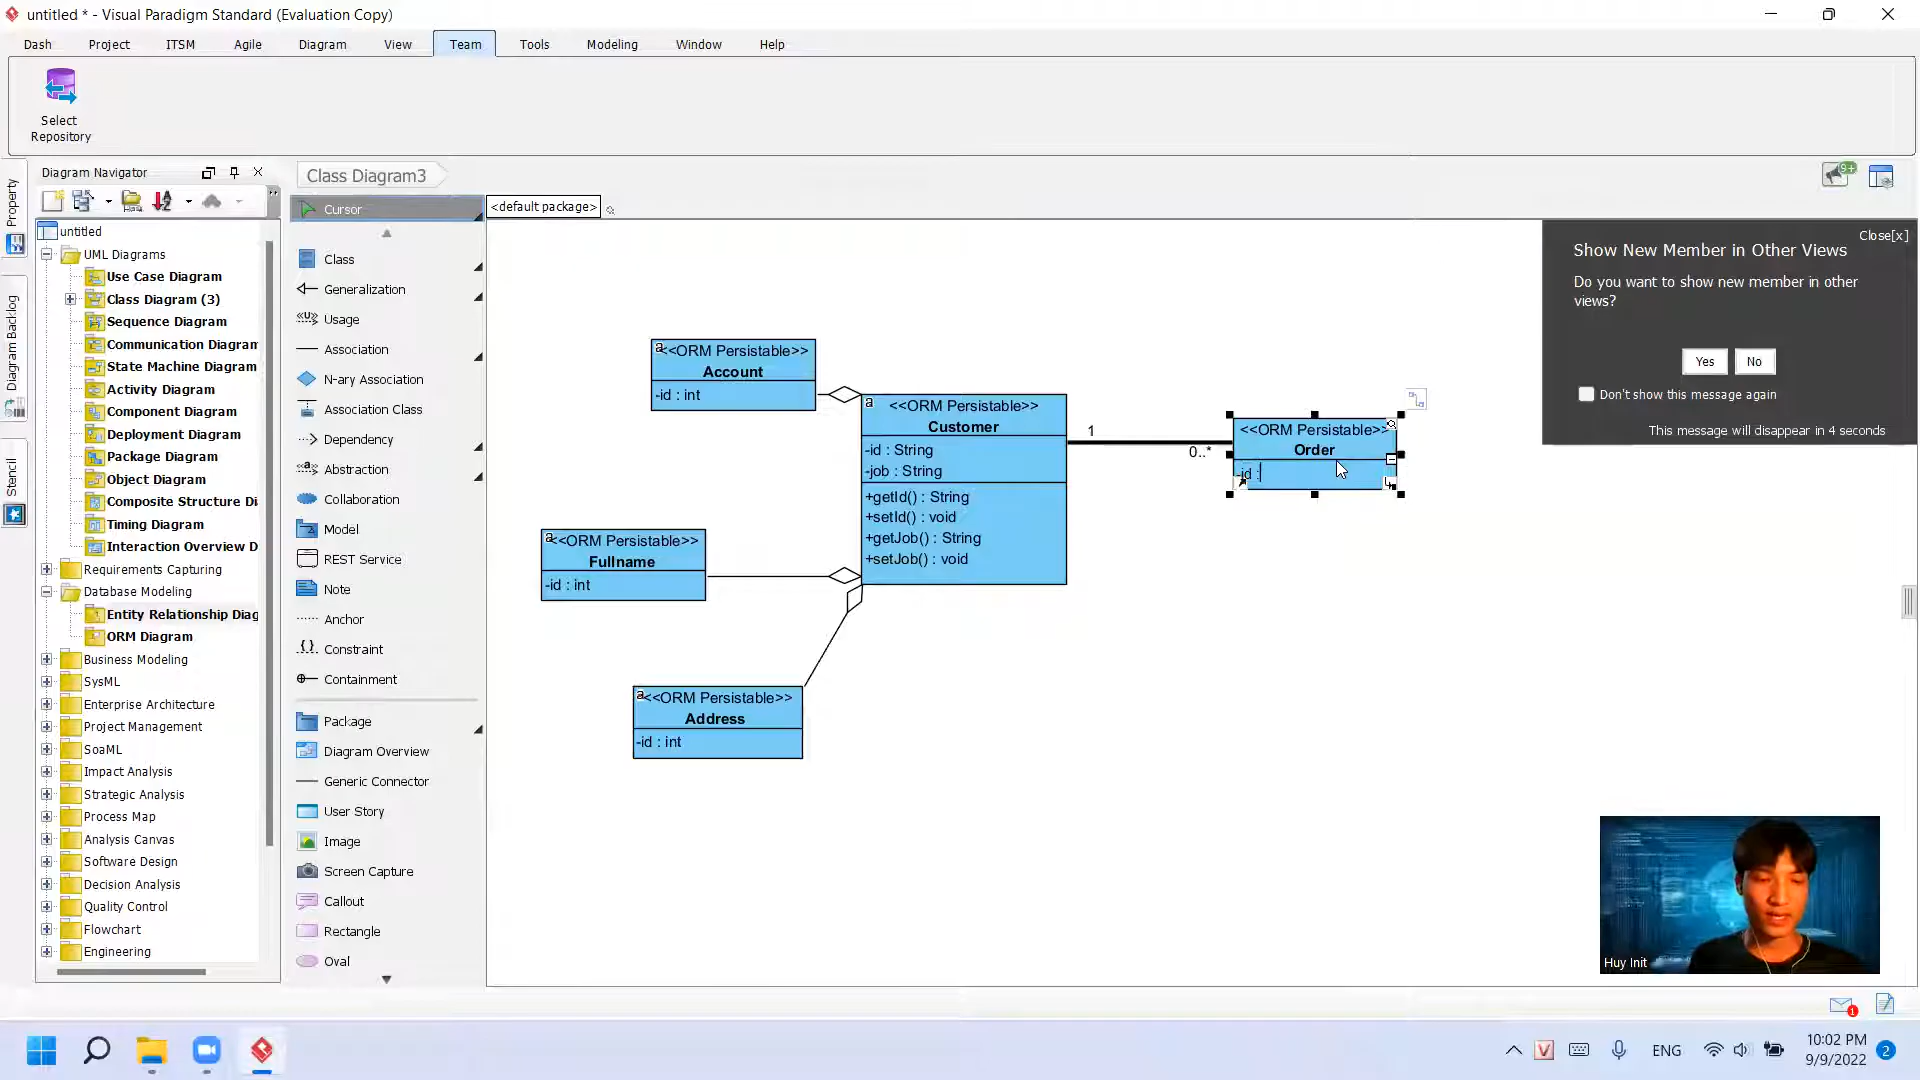 untitled * - Visual Paradigm Standard (Evaluation Copy)
Dash Project ITSM Agile Diagram View Team Tools Modeling Window Help
Select
Repository
Property
Diagram Backlog
Stencil
Diagram Navigator
untitled
UML Diagrams
Use Case Diagram
Class Diagram (3)
Sequence Diagram
Communication Diagram
State Machine Diagram
Activity Diagram
Component Diagram
Deployment Diagram
Package Diagram
Object Diagram
Composite Structure Di
Timing Diagram
Interaction Overview D
Requirements Capturing
Database Modeling
Entity Relationship Diag
ORM Diagram
Business Modeling
SysML
Enterprise Architecture
Project Management
SoaML
Impact Analysis
Strategic Analysis
Process Map
Analysis Canvas
Software Design
Decision Analysis
Quality Control
Flowchart
Engineering
Class Diagram3
Cursor
Class
Generalization
Usage
Association
N-ary Association
Association Class
Dependency
Abstraction
Collaboration
Model
REST Service
Note
Anchor
Constraint
Containment
Package
Diagram Overview
Generic Connector
User Story
Image
Screen Capture
Callout
Rectangle
Oval
<default package>
<<ORM Persistable>>
Account
-id : int
<<ORM Persistable>>
Fullname
-id : int
<<ORM Persistable>>
Address
-id : int
<<ORM Persistable>>
Customer
-id : String
-job : String
+getId() : String
+setId() : void
+getJob() : String
+setJob() : void
1
0..*
<<ORM Persistable>>
Order
-id :
9+
Close[x]
Show New Member in Other Views
Do you want to show new member in other
views?
Yes No
Don't show this message again
This message will disappear in 4 seconds
Huy Init
1
ENG
10:02 PM
9/9/2022
2